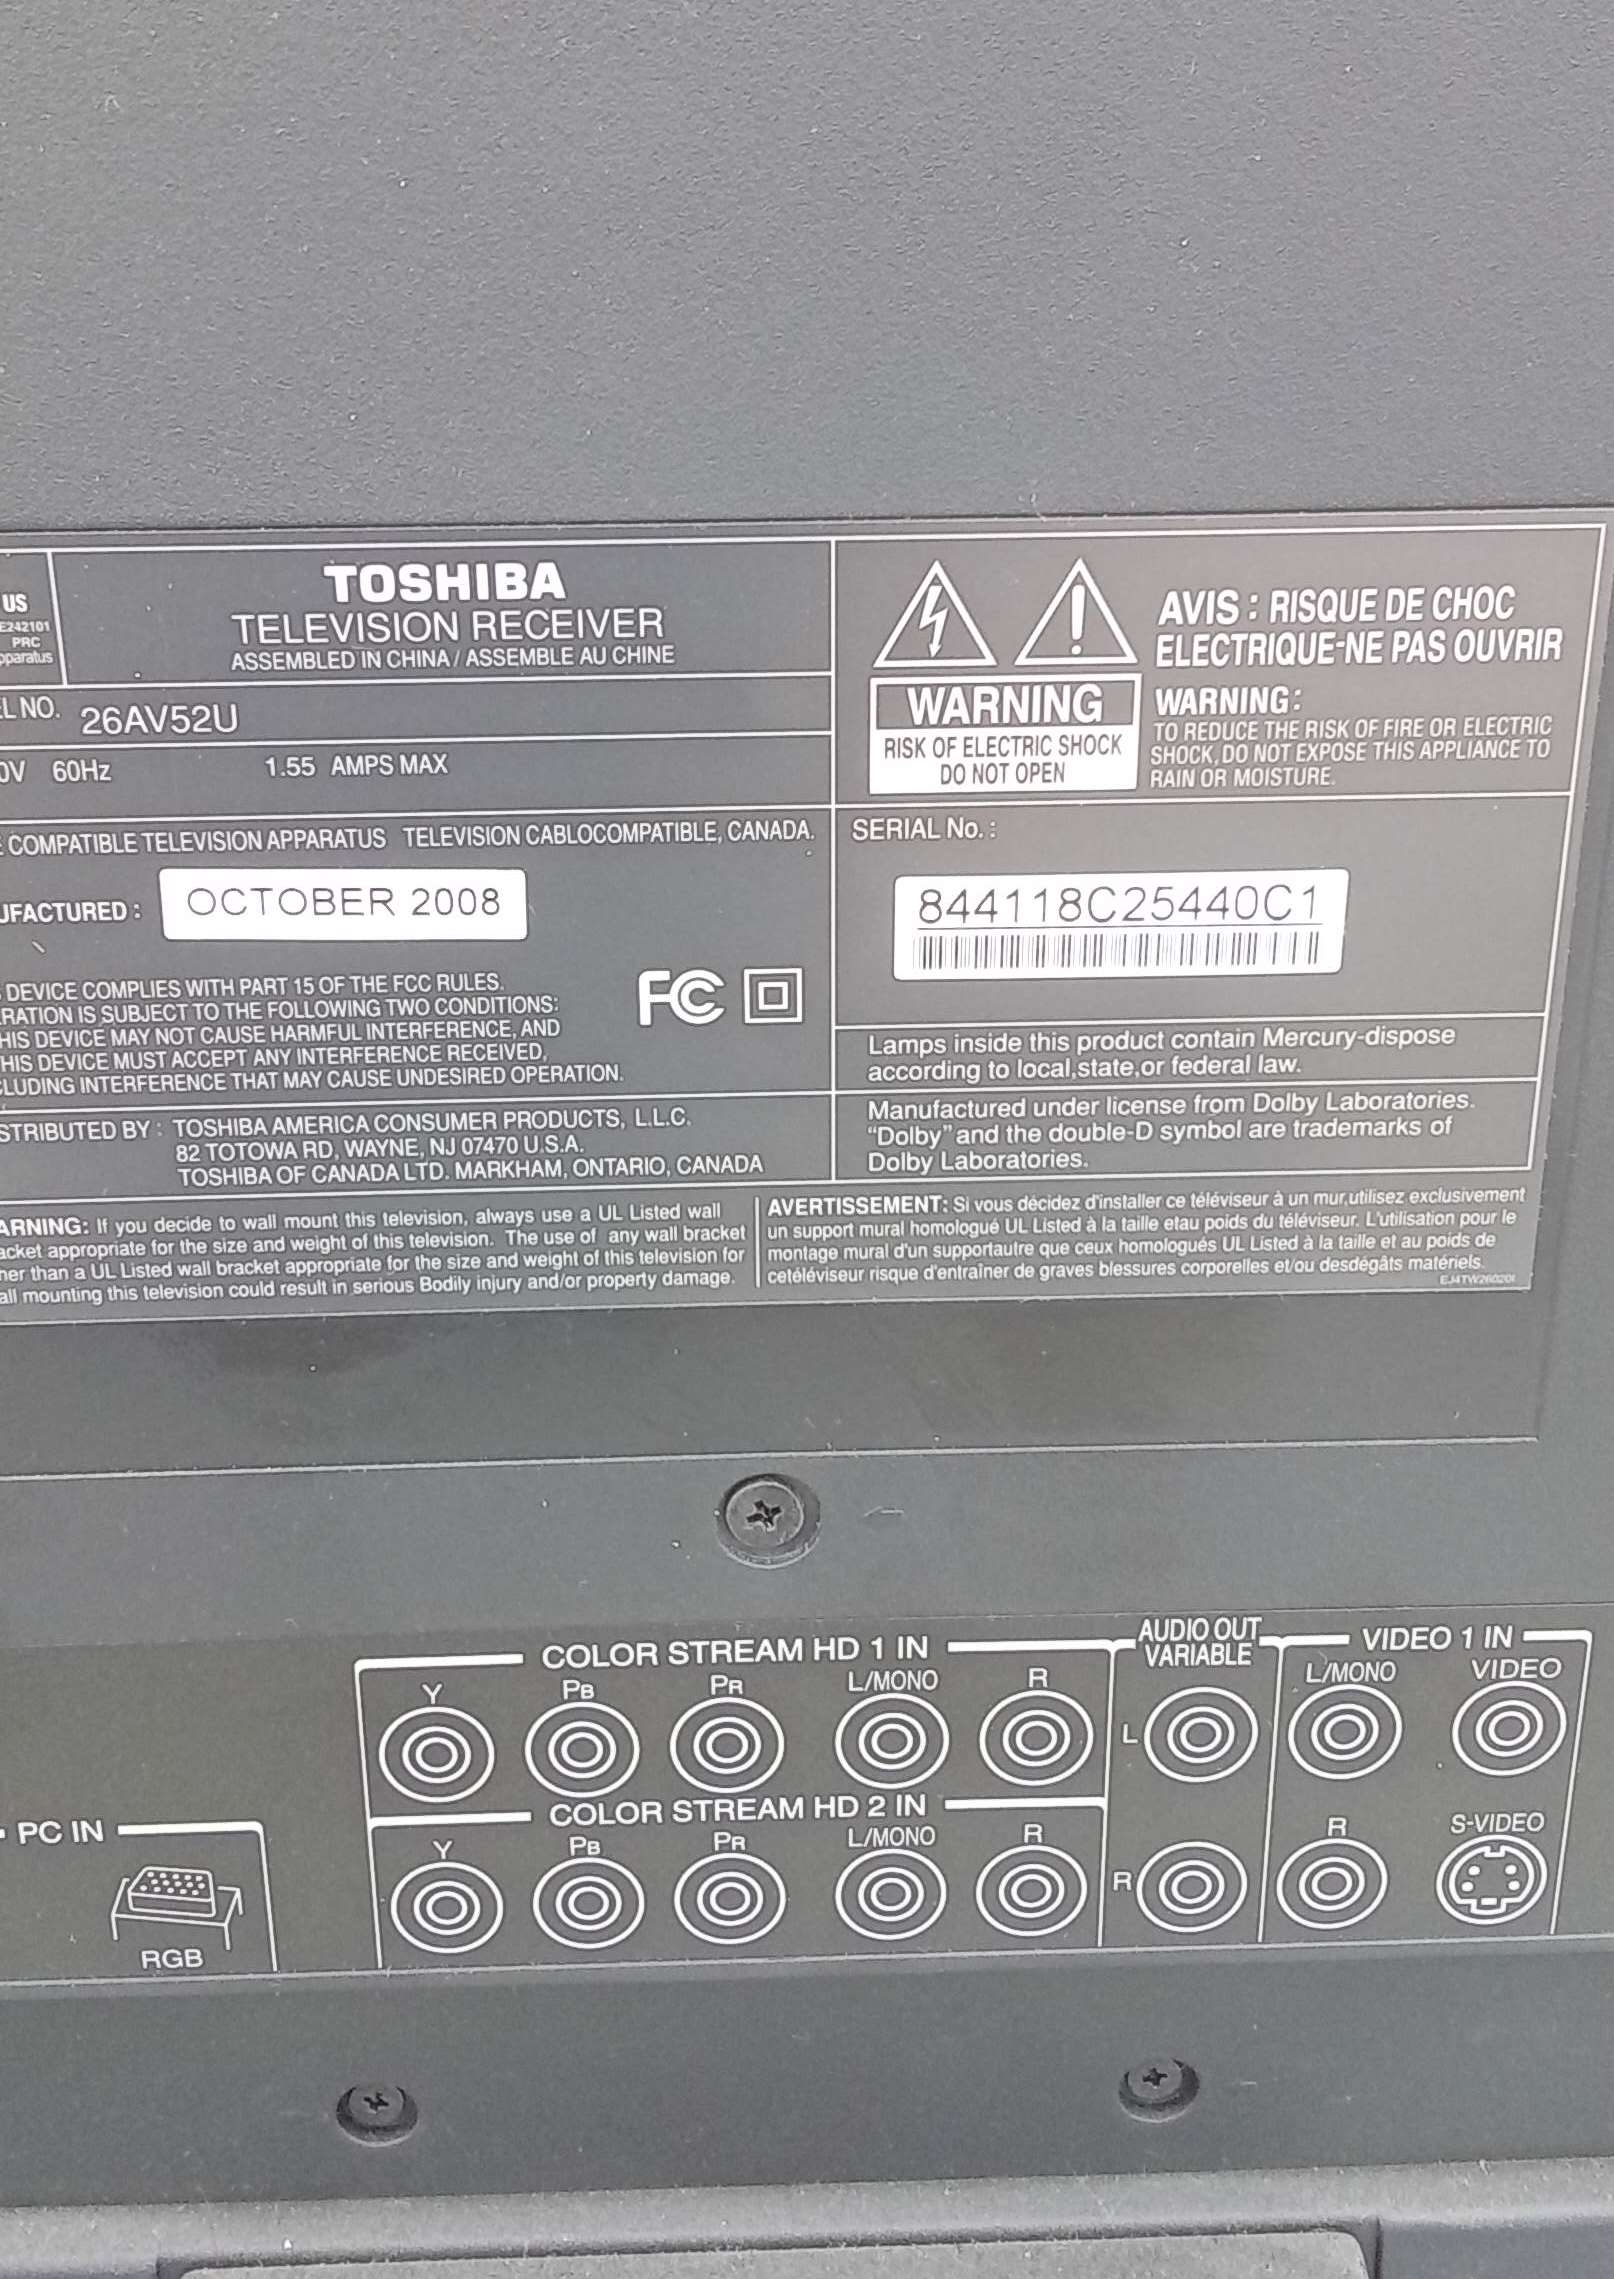 US
E242101
PRC
pparatus
TOSHIBA
TELEVISION RECEIVER
ASSEMBLED IN CHINA / ASSEMBLE AU CHINE
EL NO. 26AV52U
0V 60Hz 1.55 AMPS MAX
E COMPATIBLE TELEVISION APPARATUS TELEVISION CABLOCOMPATIBLE, CANADA.
UFACTURED : OCTOBER 2008
S DEVICE COMPLIES WITH PART 15 OF THE FCC RULES.
RATION IS SUBJECT TO THE FOLLOWING TWO CONDITIONS:
HIS DEVICE MAY NOT CAUSE HARMFUL INTERFERENCE, AND
HIS DEVICE MUST ACCEPT ANY INTERFERENCE RECEIVED,
CLUDING INTERFERENCE THAT MAY CAUSE UNDESIRED OPERATION.
FC
STRIBUTED BY : TOSHIBA AMERICA CONSUMER PRODUCTS, L.L.C.
82 TOTOWA RD, WAYNE, NJ 07470 U.S.A.
TOSHIBA OF CANADA LTD. MARKHAM, ONTARIO, CANADA
WARNING
RISK OF ELECTRIC SHOCK
DO NOT OPEN
AVIS : RISQUE DE CHOC
ELECTRIQUE-NE PAS OUVRIR
WARNING:
TO REDUCE THE RISK OF FIRE OR ELECTRIC
SHOCK, DO NOT EXPOSE THIS APPLIANCE TO
RAIN OR MOISTURE.
SERIAL No. :
844118C25440C1
Lamps inside this product contain Mercury-dispose
according to local,state,or federal law.
Manufactured under license from Dolby Laboratories.
"Dolby" and the double-D symbol are trademarks of
Dolby Laboratories.
ARNING: If you decide to wall mount this television, always use a UL Listed wall
acket appropriate for the size and weight of this television. The use of any wall bracket
her than a UL Listed wall bracket appropriate for the size and weight of this television for
all mounting this television could result in serious Bodily injury and/or property damage.
AVERTISSEMENT: Si vous décidez d'installer ce téléviseur à un mur,utilisez exclusivement
un support mural homologué UL Listed à la taille etau poids du téléviseur. L'utilisation pour le
montage mural d'un supportautre que ceux homologués UL Listed à la taille et au poids de
cetéléviseur risque d'entraîner de graves blessures corporelles et/ou desdégâts matériels.
COLOR STREAM HD 1 IN
Y PB PR L/MONO R
AUDIO OUT
VARIABLE
L
VIDEO 1 IN
L/MONO VIDEO
COLOR STREAM HD 2 IN
Y PB PR L/MONO R
R
R S-VIDEO
PC IN
RGB